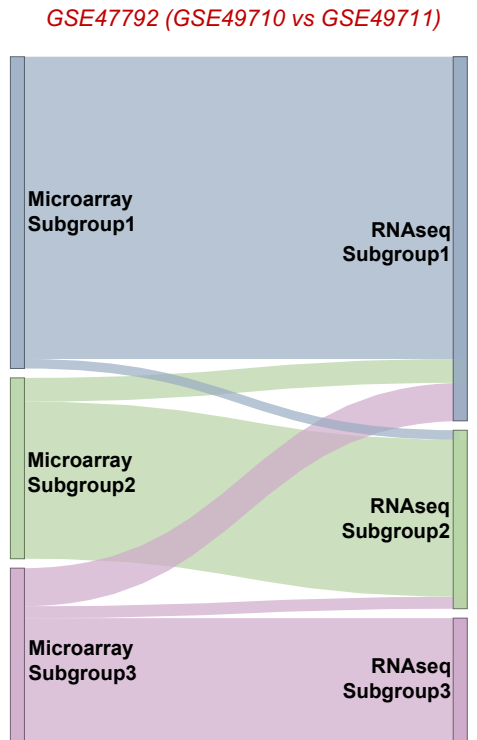 GSE47792 (GSE49710 vs GSE49711)
Microarray
Subgroup1
RNAseq
Subgroup1
Microarray
Subgroup2
RNAseq
Subgroup2
Microarray
Subgroup3
RNAseq
Subgroup3